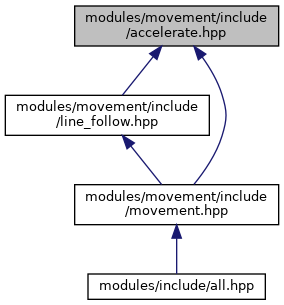 modules/movement/include
/accelerate.hpp
modules/movement/include
/line_follow.hpp
modules/movement/include
/movement.hpp
modules/include/all.hpp